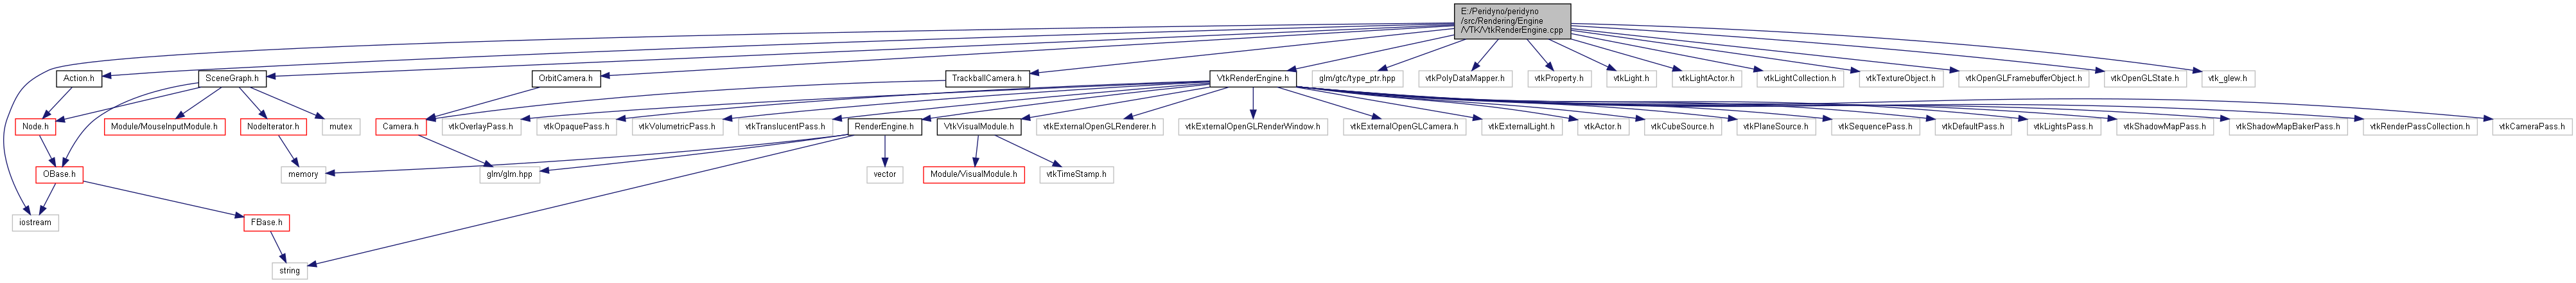 E:/Peridyno/peridyno
/src/Rendering/Engine
/VTK/VtkRenderEngine.cpp
Action.h
SceneGraph.h
OrbitCamera.h
TrackballCamera.h
VtkRenderEngine.h
glm/gtc/type_ptr.hpp
vtkPolyDataMapper.h
vtkProperty.h
vtkLight.h
vtkLightActor.h
vtkLightCollection.h
vtkTextureObject.h
vtkOpenGLFramebufferObject.h
vtkOpenGLState.h
vtk_glew.h
Node.h
Module/MouseInputModule.h
NodeIterator.h
mutex
Camera.h
vtkOverlayPass.h
vtkOpaquePass.h
vtkVolumetricPass.h
vtkTranslucentPass.h
RenderEngine.h
VtkVisualModule.h
vtkExternalOpenGLRenderer.h
vtkExternalOpenGLRenderWindow.h
vtkExternalOpenGLCamera.h
vtkExternalLight.h
vtkActor.h
vtkCubeSource.h
vtkPlaneSource.h
vtkSequencePass.h
vtkDefaultPass.h
vtkLightsPass.h
vtkShadowMapPass.h
vtkShadowMapBakerPass.h
vtkRenderPassCollection.h
vtkCameraPass.h
OBase.h
memory
glm/glm.hpp
vector
Module/VisualModule.h
vtkTimeStamp.h
iostream
FBase.h
string